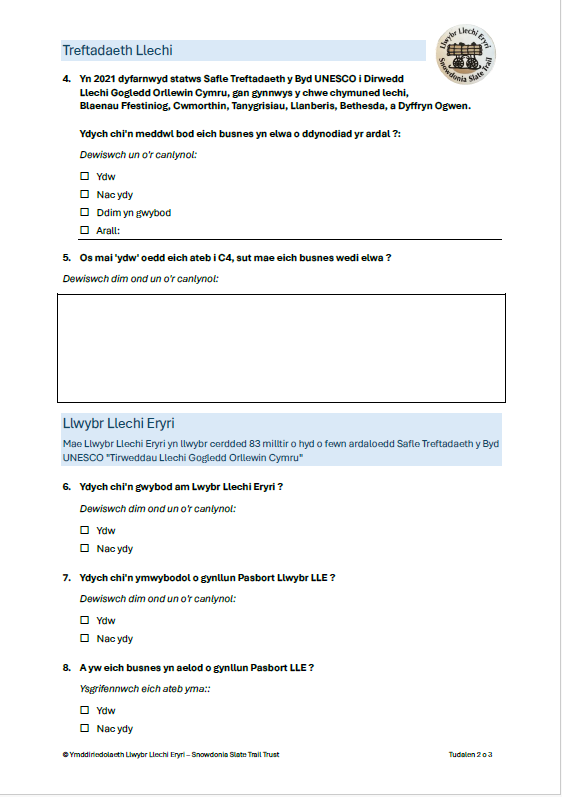 Treftadaeth Llechi
Llwybr Llechi Eryri
Snowdonia Slate Trail
4. Yn 2021 dyfarnwyd statws Safle Treftadaeth y Byd UNESCO i Dirwedd
Llechi Gogledd Orllewin Cymru, gan gynnwys y chwe chymuned lechi,
Blaenau Ffestiniog, Cwmorthin, Tanygrisiau, Llanberis, Bethesda, a Dyffryn Ogwen.
Ydych chi'n meddwl bod eich busnes yn elwa o ddynodiad yr ardal ?:
Dewiswch un o'r canlynol:
☐ Ydw
☐ Nac ydy
☐ Ddim yn gwybod
☐ Arall:
5. Os mai 'ydw' oedd eich ateb i C4, sut mae eich busnes wedi elwa ?
Dewiswch dim ond un o'r canlynol:
Llwybr Llechi Eryri
Mae Llwybr Llechi Eryri yn llwybr cerdded 83 milltir o hyd o fewn ardaloedd Safle Treftadaeth y Byd
UNESCO "Tirweddau Llechi Gogledd Orllewin Cymru"
6. Ydych chi'n gwybod am Lwybr Llechi Eryri ?
Dewiswch dim ond un o'r canlynol:
☐ Ydw
☐ Nac ydy
7. Ydych chi'n ymwybodol o gynllun Pasbort Llwybr LLE ?
Dewiswch dim ond un o'r canlynol:
☐ Ydw
☐ Nac ydy
8. A yw eich busnes yn aelod o gynllun Pasbort LLE ?
Ysgrifennwch eich ateb yma::
☐ Ydw
☐ Nac ydy
© Ymddiriedolaeth Llwybr Llechi Eryri – Snowdonia Slate Trail Trust
Tudalen 2 o 3